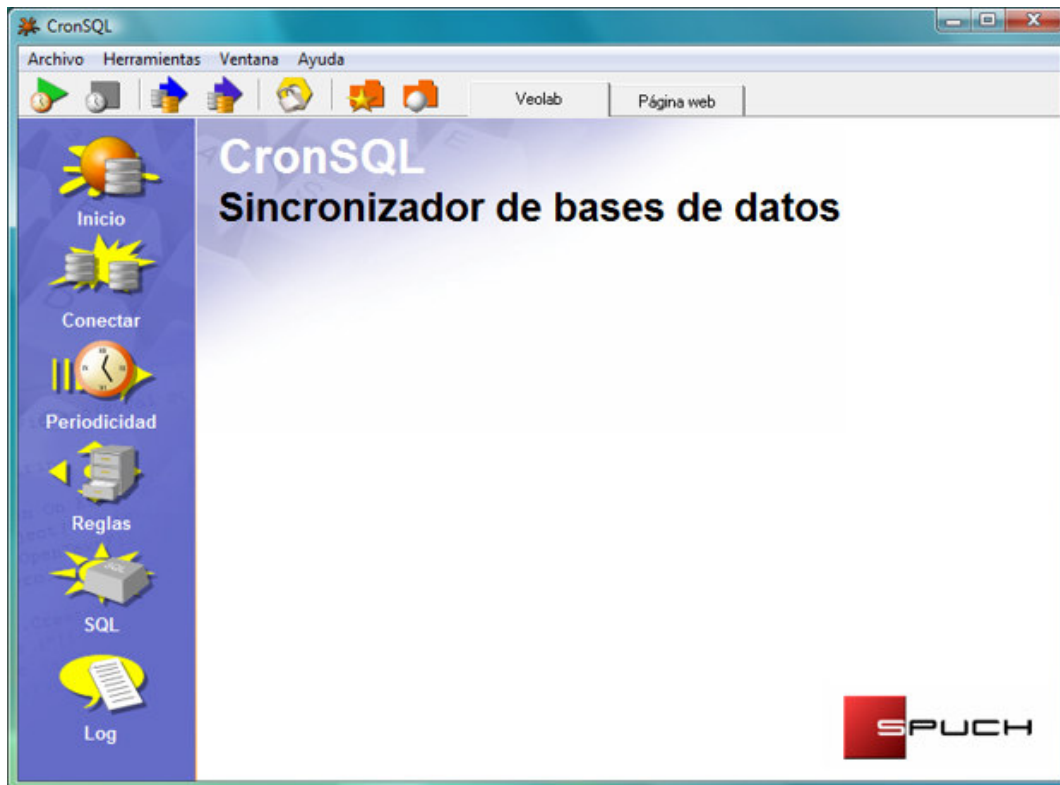 CronSQL
Archivo Herramientas Ventana Ayuda
Veolab Página web
CronSQL
Sincronizador de bases de datos
Inicio
Conectar
Periodicidad
Reglas
SQL
SQL
Log
SPUCH